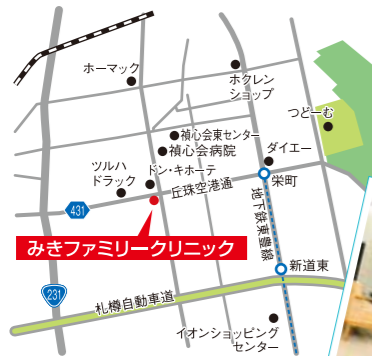 ホーマック
ホクレン
ショップ
つどーむ
禎心会東センター
禎心会病院
ダイエー
ツルハ
ドラック
ドン・キホーテ
丘珠空港通
栄町
431
地下鉄東豊線
みきファミリークリニック
新道東
231
札樽自動車道
イオンショッピング
センター